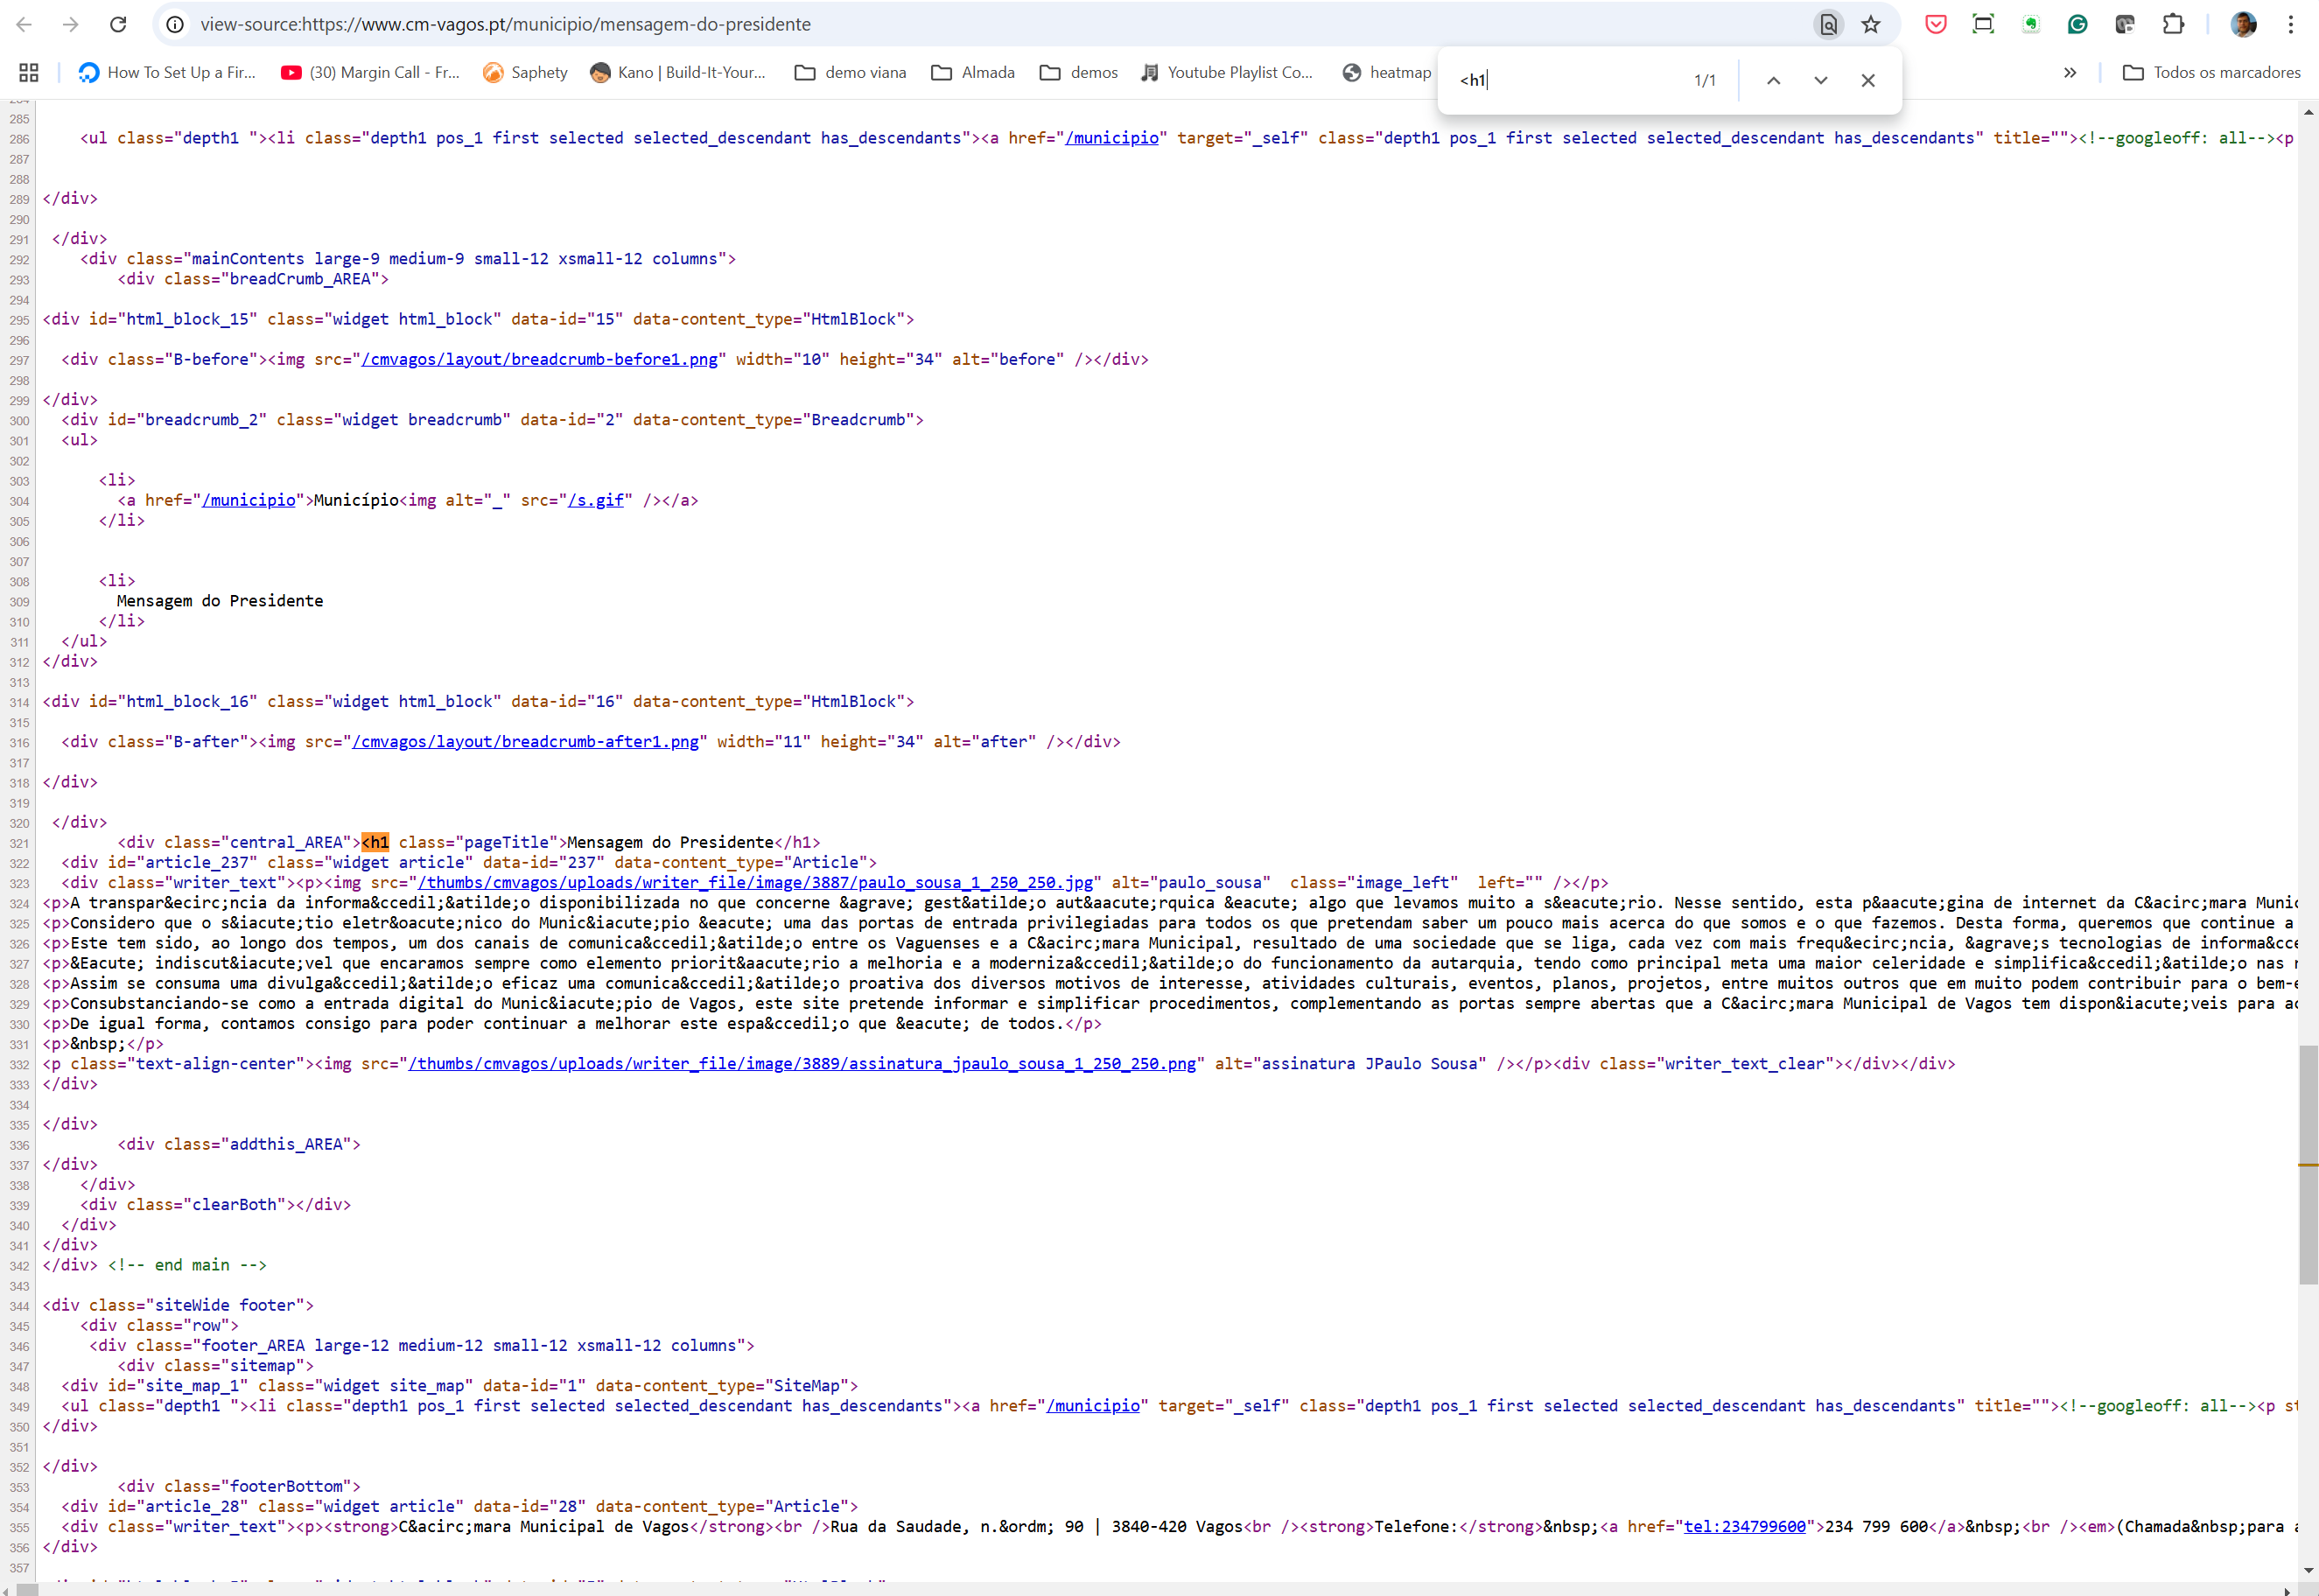 view-source:https://www.cm-vagos.pt/municipio/mensagem-do-presidente
How To Set Up a Fir... (30) Margin Call - Fr... Saphety Kano | Build-It-Your... demo viana Almada demos Youtube Playlist Co... heatmap » Todos os marcadores
<h1 1/1
285
286 <ul class="depth1 "><li class="depth1 pos_1 first selected selected_descendant has_descendants"><a href="/municipio" target="_self" class="depth1 pos_1 first selected selected_descendant has_descendants" title=""><!--googleoff: all--><p
287
288
289 </div>
290
291 </div>
292 <div class="mainContents large-9 medium-9 small-12 xsmall-12 columns">
293 <div class="breadCrumb_AREA">
294
295 <div id="html_block_15" class="widget html_block" data-id="15" data-content_type="HtmlBlock">
296
297 <div class="B-before"><img src="/cmvagos/layout/breadcrumb-before1.png" width="10" height="34" alt="before" /></div>
298
299 </div>
300 <div id="breadcrumb_2" class="widget breadcrumb" data-id="2" data-content_type="Breadcrumb">
301 <ul>
302
303 <li>
304 <a href="/municipio">Município<img alt="_" src="/s.gif" /></a>
305 </li>
306
307
308 <li>
309 Mensagem do Presidente
310 </li>
311 </ul>
312 </div>
313
314 <div id="html_block_16" class="widget html_block" data-id="16" data-content_type="HtmlBlock">
315
316 <div class="B-after"><img src="/cmvagos/layout/breadcrumb-after1.png" width="11" height="34" alt="after" /></div>
317
318 </div>
319
320 </div>
321 <div class="central_AREA"><h1 class="pageTitle">Mensagem do Presidente</h1>
322 <div id="article_237" class="widget article" data-id="237" data-content_type="Article">
323 <div class="writer_text"><p><img src="/thumbs/cmvagos/uploads/writer_file/image/3887/paulo_sousa_1_250_250.jpg" alt="paulo_sousa" class="image_left" left="" /></p>
324 <p>A transpar&ecirc;ncia da informa&ccedil;&atilde;o disponibilizada no que concerne &agrave; gest&atilde;o aut&aacute;rquica &eacute; algo que levamos muito a s&eacute;rio. Nesse sentido, esta p&aacute;gina de internet da C&acirc;mara Munic
325 <p>Considero que o s&iacute;tio eletr&oacute;nico do Munic&iacute;pio &eacute; uma das portas de entrada privilegiadas para todos os que pretendam saber um pouco mais acerca do que somos e o que fazemos. Desta forma, queremos que continue a
326 <p>Este tem sido, ao longo dos tempos, um dos canais de comunica&ccedil;&atilde;o entre os Vaguenses e a C&acirc;mara Municipal, resultado de uma sociedade que se liga, cada vez com mais frequ&ecirc;ncia, &agrave;s tecnologias de informa&cce
327 <p>&Eacute; indiscut&iacute;vel que encaramos sempre como elemento priorit&aacute;rio a melhoria e a moderniza&ccedil;&atilde;o do funcionamento da autarquia, tendo como principal meta uma maior celeridade e simplifica&ccedil;&atilde;o nas r
328 <p>Assim se consuma uma divulga&ccedil;&atilde;o eficaz uma comunica&ccedil;&atilde;o proativa dos diversos motivos de interesse, atividades culturais, eventos, planos, projetos, entre muitos outros que em muito podem contribuir para o bem-e
329 <p>Consubstanciando-se como a entrada digital do Munic&iacute;pio de Vagos, este site pretende informar e simplificar procedimentos, complementando as portas sempre abertas que a C&acirc;mara Municipal de Vagos tem dispon&iacute;veis para ac
330 <p>De igual forma, contamos consigo para poder continuar a melhorar este espa&ccedil;o que &eacute; de todos.</p>
331 <p>&nbsp;</p>
332 <p class="text-align-center"><img src="/thumbs/cmvagos/uploads/writer_file/image/3889/assinatura_jpaulo_sousa_1_250_250.png" alt="assinatura JPaulo Sousa" /></p><div class="writer_text_clear"></div></div>
333 </div>
334
335 </div>
336 <div class="addthis_AREA">
337 </div>
338 </div>
339 <div class="clearBoth"></div>
340 </div>
341 </div>
342 </div> <!-- end main -->
343
344 <div class="siteWide footer">
345 <div class="row">
346 <div class="footer_AREA large-12 medium-12 small-12 xsmall-12 columns">
347 <div class="sitemap">
348 <div id="site_map_1" class="widget site_map" data-id="1" data-content_type="SiteMap">
349 <ul class="depth1 "><li class="depth1 pos_1 first selected selected_descendant has_descendants"><a href="/municipio" target="_self" class="depth1 pos_1 first selected selected_descendant has_descendants" title=""><!--googleoff: all--><p st
350 </div>
351
352 </div>
353 <div class="footerBottom">
354 <div id="article_28" class="widget article" data-id="28" data-content_type="Article">
355 <div class="writer_text"><p><strong>C&acirc;mara Municipal de Vagos</strong><br />Rua da Saudade, n.&ordm; 90 | 3840-420 Vagos<br /><strong>Telefone:</strong>&nbsp;<a href="tel:234799600">234 799 600</a>&nbsp;<br /><em>(Chamada&nbsp;para a
356 </div>
357